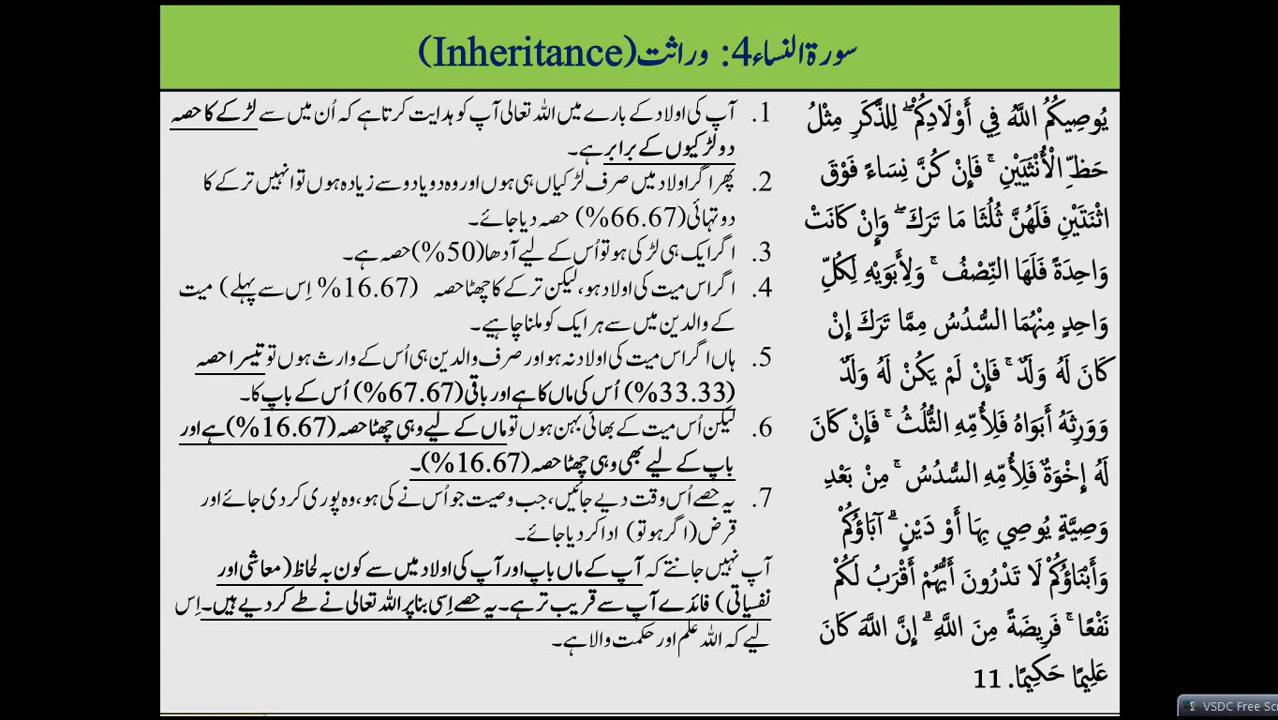 سورۃ النساء 4: وراثت (Inheritance)
يُوصِيكُمُ اللَّهُ فِي أَوْلَادِكُمْ ۖ لِلذَّكَرِ مِثْلُ
حَظِّ الْأُنْثَيَيْنِ ۚ فَإِنْ كُنَّ نِسَاءً فَوْقَ
اثْنَتَيْنِ فَلَهُنَّ ثُلُثَا مَا تَرَكَ ۖ وَإِنْ كَانَتْ
وَاحِدَةً فَلَهَا النِّصْفُ ۚ وَلِأَبَوَيْهِ لِكُلِّ
وَاحِدٍ مِنْهُمَا السُّدُسُ مِمَّا تَرَكَ إِنْ
كَانَ لَهُ وَلَدٌ ۚ فَإِنْ لَمْ يَكُنْ لَهُ وَلَدٌ
وَوَرِثَهُ أَبَوَاهُ فَلِأُمِّهِ الثُّلُثُ ۚ فَإِنْ كَانَ
لَهُ إِخْوَةٌ فَلِأُمِّهِ السُّدُسُ ۚ مِنْ بَعْدِ
وَصِيَّةٍ يُوصِي بِهَا أَوْ دَيْنٍ ۗ آبَاؤُكُمْ
وَأَبْنَاؤُكُمْ لَا تَدْرُونَ أَيُّهُمْ أَقْرَبُ لَكُمْ
نَفْعًا ۚ فَرِيضَةً مِنَ اللَّهِ ۗ إِنَّ اللَّهَ كَانَ
عَلِيمًا حَكِيمًا. 11
1. آپ کی اولاد کے بارے میں اللہ تعالی آپ کو ہدایت کرتا ہے کہ اُن میں سے لڑکے کا حصہ
دو لڑکیوں کے برابر ہے۔
2. پھر اگر اولاد میں صرف لڑکیاں ہی ہوں اور وہ دو یا دو سے زیادہ ہوں تو انہیں ترکے کا
دو تہائی (66.67%) حصہ دیا جائے۔
3. اگر ایک ہی لڑکی ہو تو اُس کے لیے آدھا (50%) حصہ ہے۔
4. اگر اس میت کی اولاد ہو، لیکن ترکے کا چھٹا حصہ (16.67% اِس سے پہلے) میت
کے والدین میں سے ہر ایک کو ملنا چاہیے۔
5. ہاں اگر اس میت کی اولاد نہ ہو اور صرف والدین ہی اُس کے وارث ہوں تو تیسرا حصہ
(33.33%) اُس کی ماں کا ہے اور باقی (67.67%) اُس کے باپ کا۔
6. لیکن اُس میت کے بھائی بہن ہوں تو ماں کے لیے وہی چھٹا حصہ (16.67%) ہے اور
باپ کے لیے بھی وہی چھٹا حصہ (16.67%)۔
7. یہ حصے اُس وقت دیے جائیں، جب وصیت جو اُس نے کی ہو، وہ پوری کر دی جائے اور
قرض (اگر ہو تو) ادا کر دیا جائے۔
آپ نہیں جانتے کہ آپ کے ماں باپ اور آپ کی اولاد میں سے کون بہ لحاظ (معاشی اور
نفسیاتی) فائدے آپ سے قریب تر ہے۔ یہ حصے اِسی بنا پر اللہ تعالی نے طے کر دیے ہیں۔ اِس
لیے کہ اللہ علم اور حکمت والا ہے۔
VSDC Free Scr